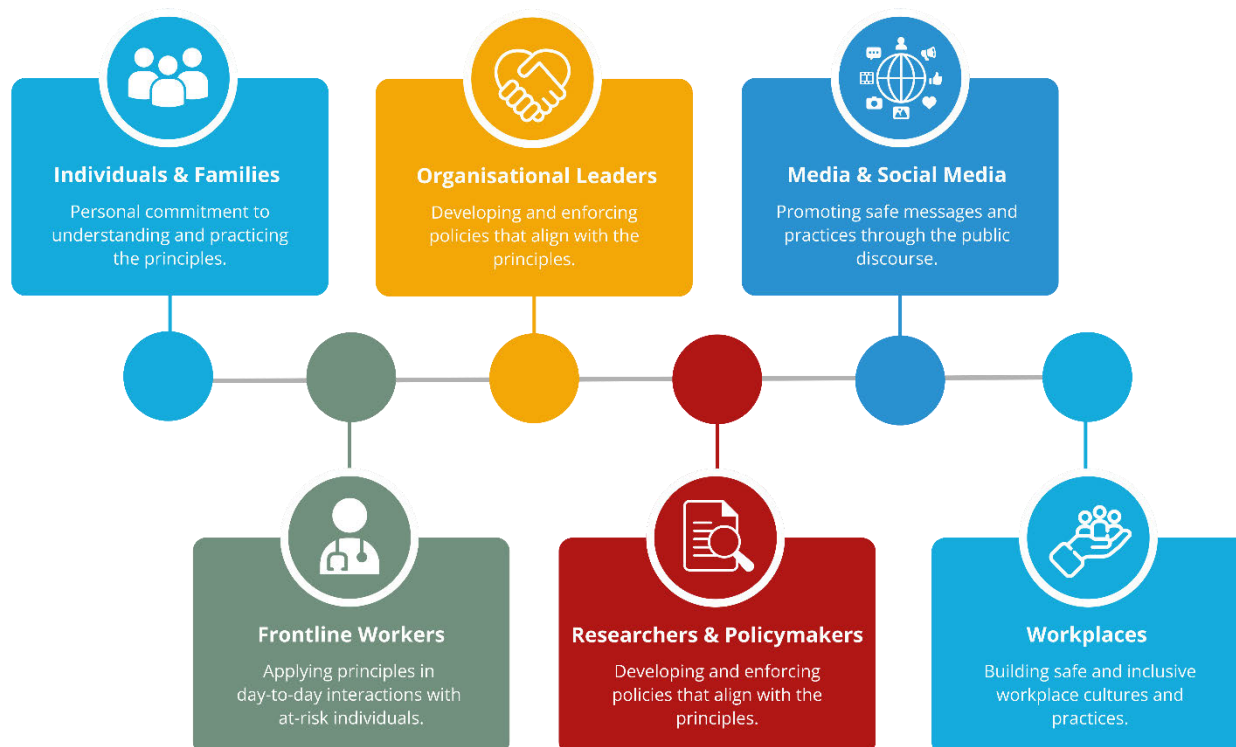 Individuals & Families
Personal commitment to
understanding and practicing
the principles.
Organisational Leaders
Developing and enforcing
policies that align with the
principles.
Media & Social Media
Promoting safe messages and
practices through the public
discourse.
Frontline Workers
Applying principles in
day-to-day interactions with
at-risk individuals.
Researchers & Policymakers
Developing and enforcing
policies that align with the
principles.
Workplaces
Building safe and inclusive
workplace cultures and
practices.